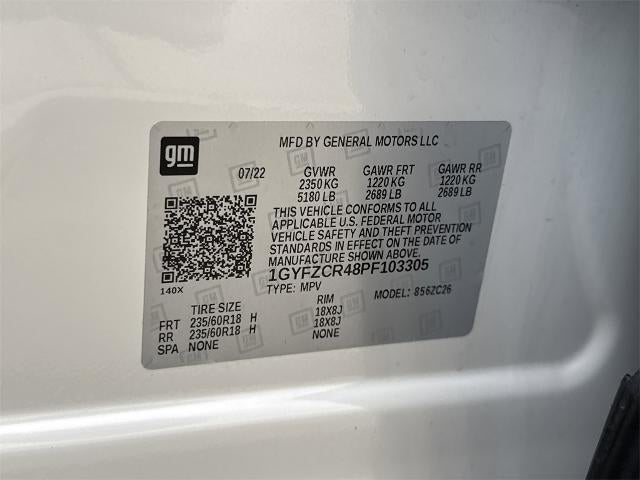 gm
MFD BY GENERAL MOTORS LLC
07/22 GVWR GAWR FRT GAWR RR
2350 KG 1220 KG 1220 KG
5180 LB 2689 LB 2689 LB
THIS VEHICLE CONFORMS TO ALL
APPLICABLE U.S. FEDERAL MOTOR
VEHICLE SAFETY AND THEFT PREVENTION
STANDARDS IN EFFECT ON THE DATE OF
MANUFACTURE SHOWN ABOVE.
1GYFZCR48PF103305
140X
TYPE: MPV MODEL: 856ZC26
TIRE SIZE RIM
FRT 235/60R18 H 18X8J
RR 235/60R18 H 18X8J
SPA NONE NONE